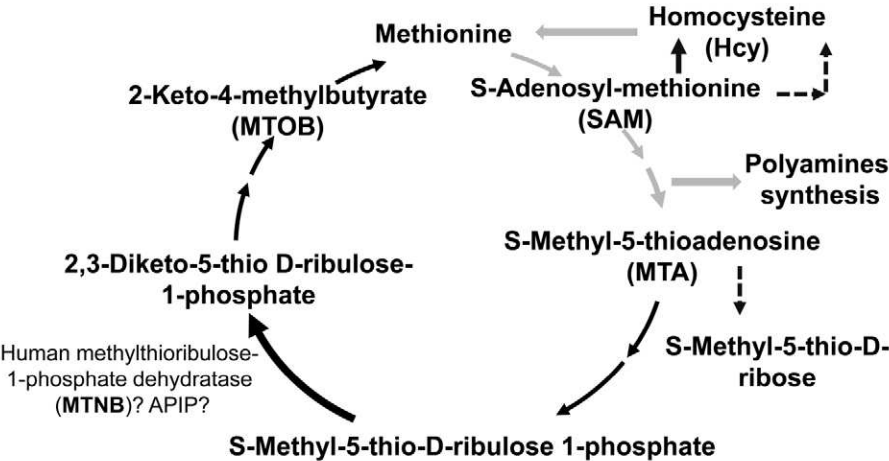 Homocysteine
(Hcy)
Methionine
S-Adenosyl-methionine
(SAM)
2-Keto-4-methylbutyrate
(MTOB)
Polyamines
synthesis
S-Methyl-5-thioadenosine
(MTA)
2,3-Diketo-5-thio D-ribulose-
1-phosphate
S-Methyl-5-thio-D-
ribose
Human methylthioribulose-
1-phosphate dehydratase
(MTNB)? APIP?
S-Methyl-5-thio-D-ribulose 1-phosphate